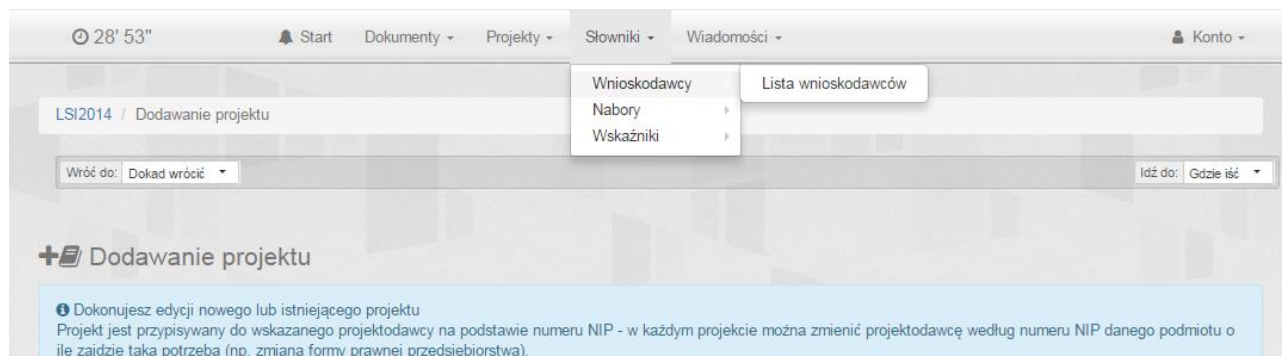 28' 53" Start Dokumenty Projekty Słowniki Wiadomości Konto
Wnioskodawcy Lista wnioskodawców
Nabory
Wskaźniki
LSI2014 / Dodawanie projektu
Wróć do: Dokad wrócić Idź do: Gdzie iść
Dodawanie projektu
Dokonujesz edycji nowego lub istniejącego projektu
Projekt jest przypisywany do wskazanego projektodawcy na podstawie numeru NIP - w każdym projekcie można zmienić projektodawcę według numeru NIP danego podmiotu o
ile zajdzie taka potrzeba (np. zmiana formy prawnej przedsiębiorstwa).